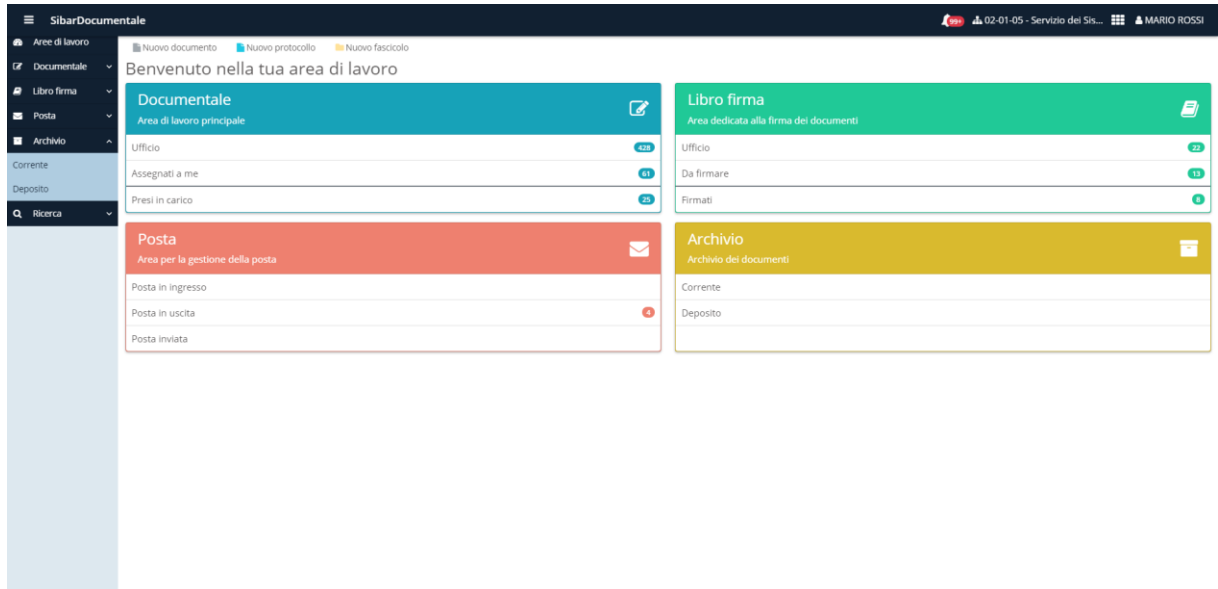 SibarDocumentale
99+ 02-01-05 - Servizio dei Sis... MARIO ROSSI
Aree di lavoro
Documentale
Libro firma
Posta
Archivio
Corrente
Deposito
Ricerca
Nuovo documento Nuovo protocollo Nuovo fascicolo
Benvenuto nella tua area di lavoro
Documentale
Area di lavoro principale
Ufficio 428
Assegnati a me 61
Presi in carico 25
Libro firma
Area dedicata alla firma dei documenti
Ufficio 22
Da firmare 13
Firmati 8
Posta
Area per la gestione della posta
Posta in ingresso
Posta in uscita 4
Posta inviata
Archivio
Archivio dei documenti
Corrente
Deposito